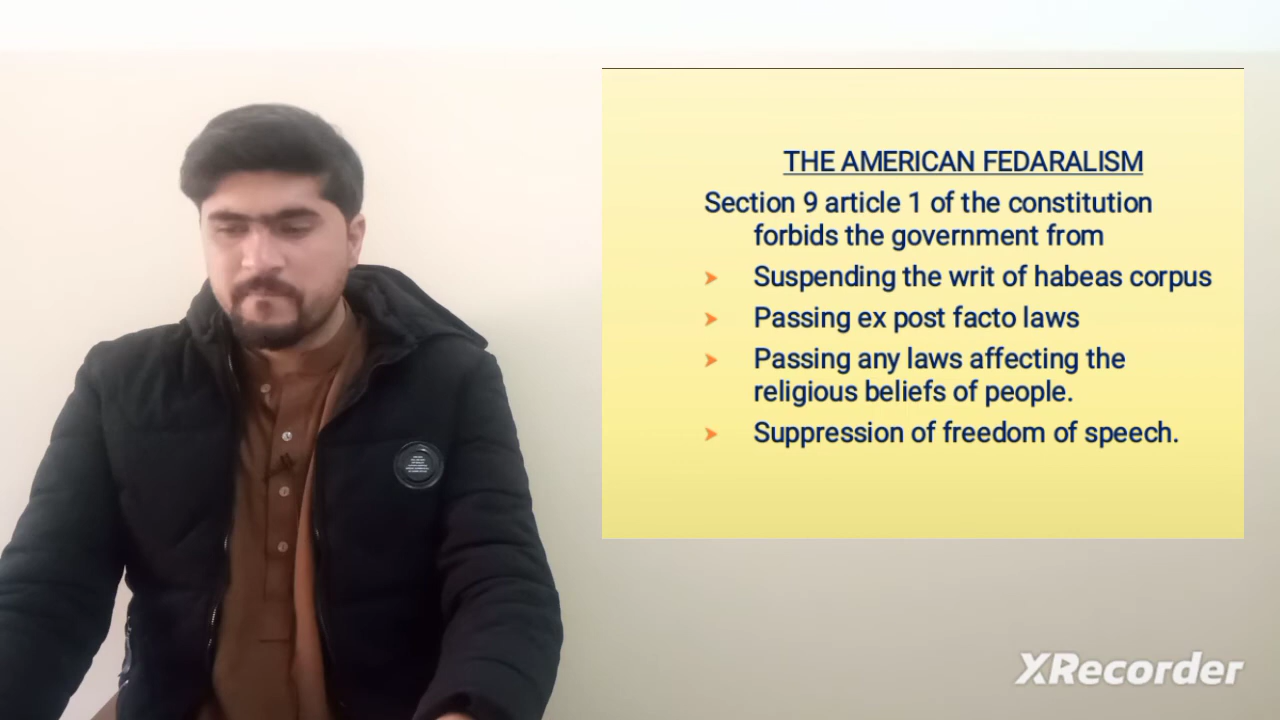 THE AMERICAN FEDARALISM
Section 9 article 1 of the constitution
forbids the government from
➤ Suspending the writ of habeas corpus
➤ Passing ex post facto laws
➤ Passing any laws affecting the
religious beliefs of people.
➤ Suppression of freedom of speech.
XRecorder